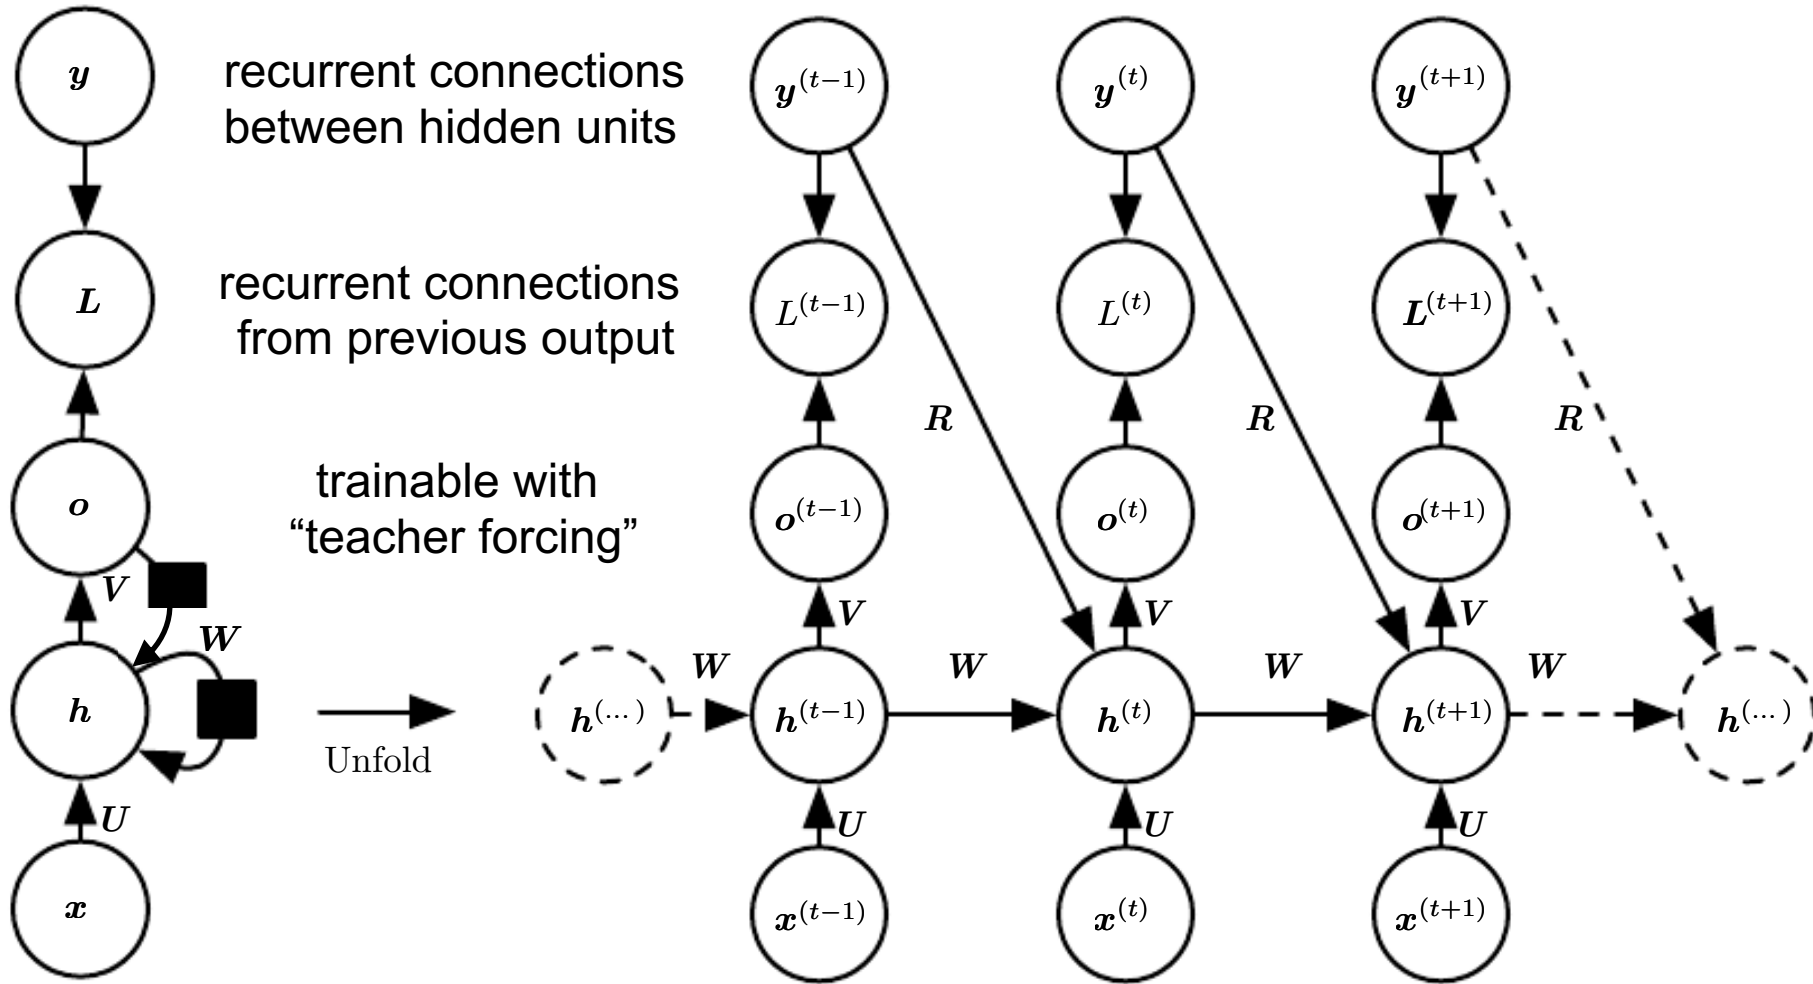 y
recurrent connections
between hidden units
y^(t−1)
y^(t)
y^(t+1)
L
recurrent connections
from previous output
L^(t−1)
L^(t)
L^(t+1)
R
R
R
o
trainable with
“teacher forcing”
o^(t−1)
o^(t)
o^(t+1)
V
V
V
V
W
W
W
W
W
h
Unfold
h^(...)
h^(t−1)
h^(t)
h^(t+1)
h^(...)
U
U
U
U
x
x^(t−1)
x^(t)
x^(t+1)